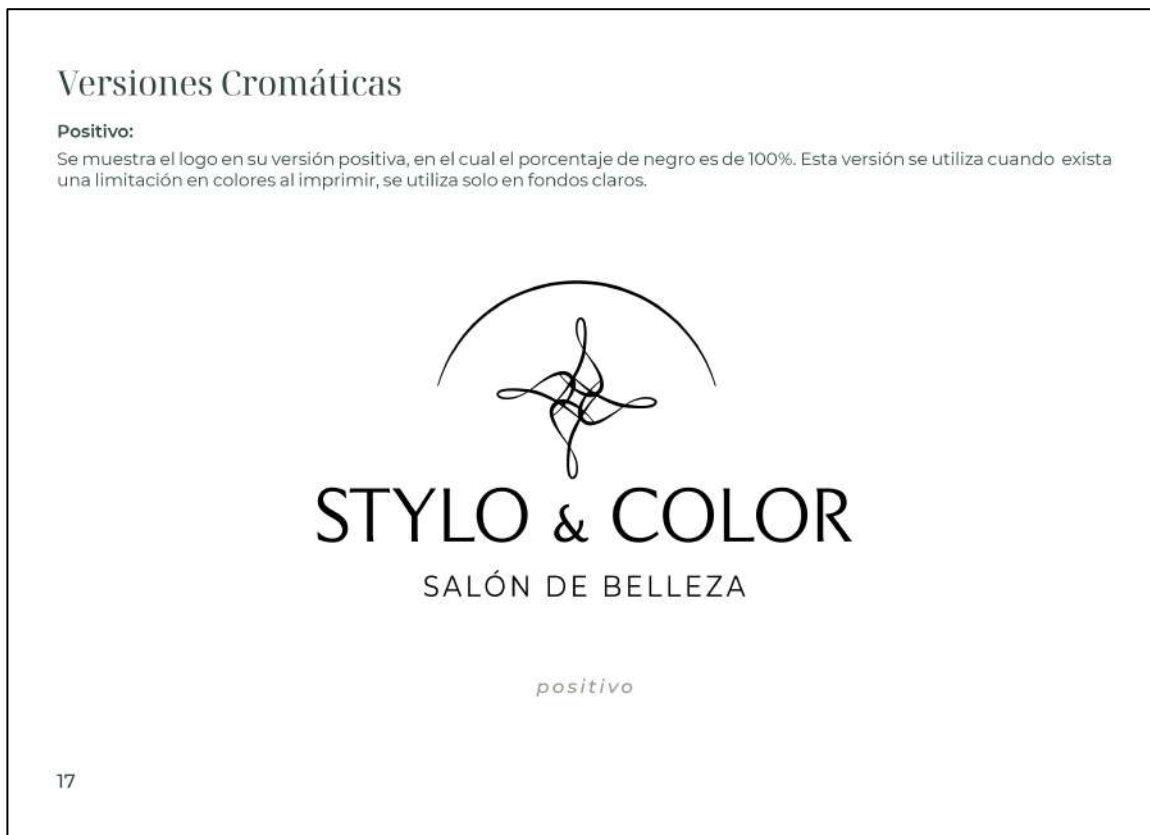 Versiones Cromáticas
Positivo:
Se muestra el logo en su versión positiva, en el cual el porcentaje de negro es de 100%. Esta versión se utiliza cuando exista
una limitación en colores al imprimir, se utiliza solo en fondos claros.
STYLO & COLOR
SALÓN DE BELLEZA
positivo
17